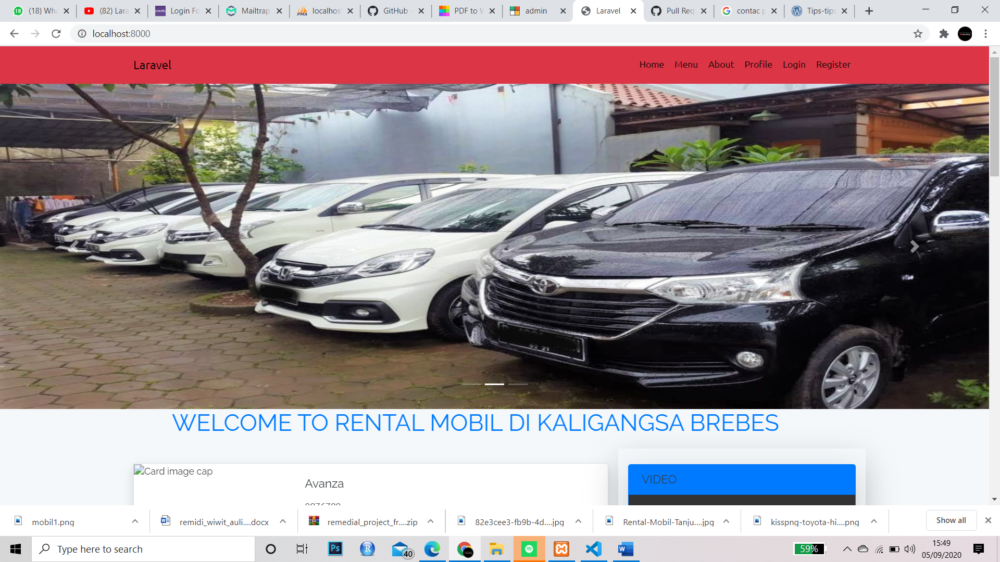 (18) Wha
(82) Lara
Login Fo
Mailtrap
localhos
GitHub -
PDF to W
admin
Laravel
Pull Req
contac p
Tips-tips
localhost:8000
Laravel
Home Menu About Profile Login Register
02·21
WELCOME TO RENTAL MOBIL DI KALIGANGSA BREBES
Card image cap
Avanza
VIDEO
mobil1.png
remidi_wiwit_auli....docx
remedial_project_fr....zip
82e3cee3-fb9b-4d....jpg
Rental-Mobil-Tanju....jpg
kisspng-toyota-hi....png
Show all
Type here to search
40
59%
15:49
05/09/2020